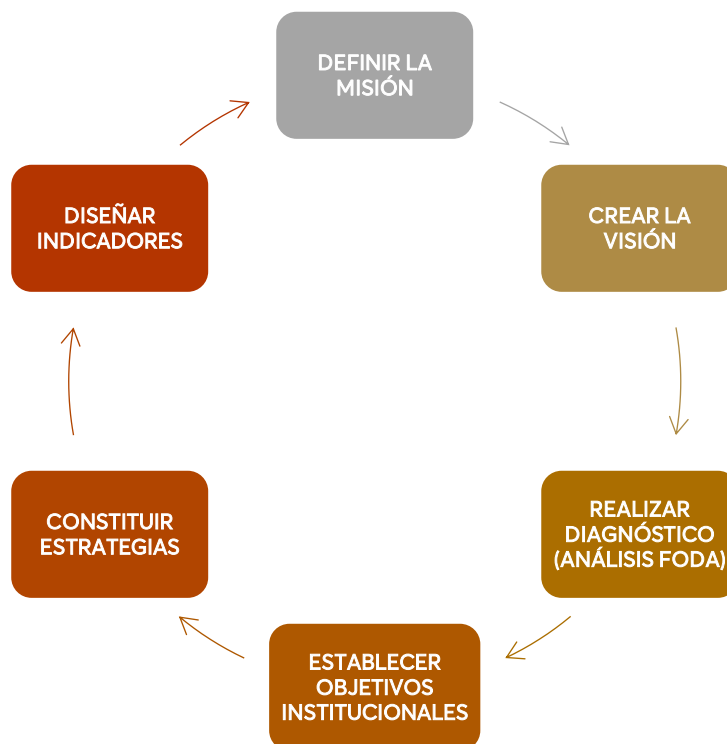 DEFINIR LA
MISIÓN
CREAR LA
VISIÓN
REALIZAR
DIAGNÓSTICO
(ANÁLISIS FODA)
ESTABLECER
OBJETIVOS
INSTITUCIONALES
CONSTITUIR
ESTRATEGIAS
DISEÑAR
INDICADORES